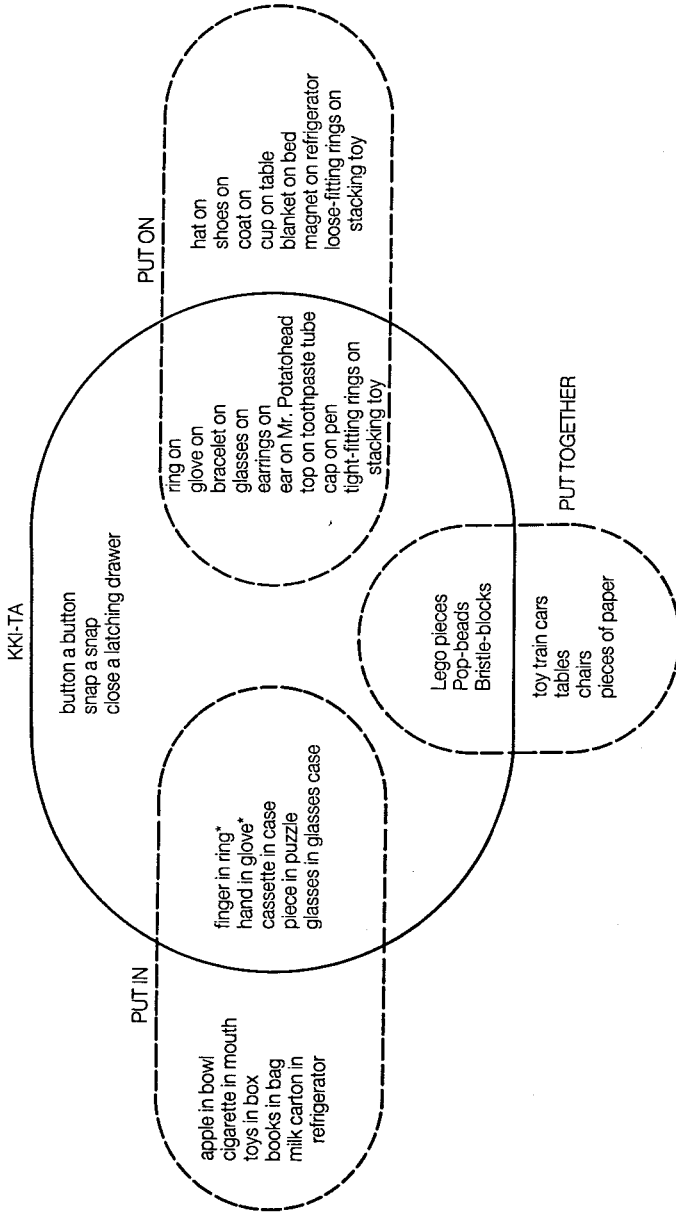 KKI-TA
button a button
snap a snap
close a latching drawer
PUT IN
apple in bowl
cigarette in mouth
toys in box
books in bag
milk carton in
refrigerator
finger in ring*
hand in glove*
cassette in case
piece in puzzle
glasses in glasses case
PUT ON
ring on
glove on
bracelet on
glasses on
earrings on
ear on Mr. Potatohead
top on toothpaste tube
cap on pen
tight-fitting rings on
stacking toy
hat on
shoes on
coat on
cup on table
blanket on bed
magnet on refrigerator
loose-fitting rings on
stacking toy
Lego pieces
Pop-beads
Bristle-blocks
toy train cars
tables
chairs
pieces of paper
PUT TOGETHER